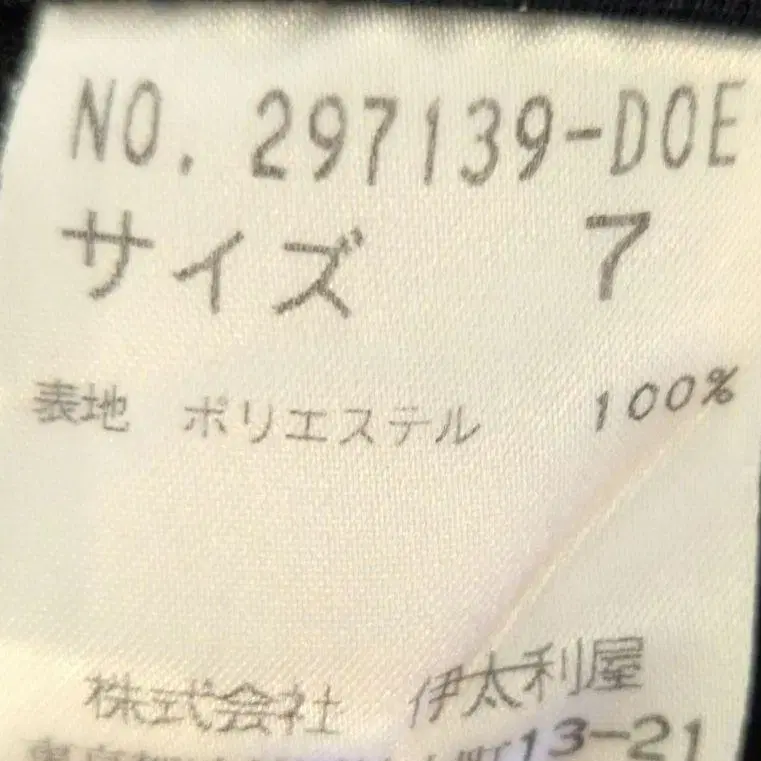 NO. 297139-DOE
サイズ 7
表地 ポリエステル 100%
株式会社 伊太利屋
13-21